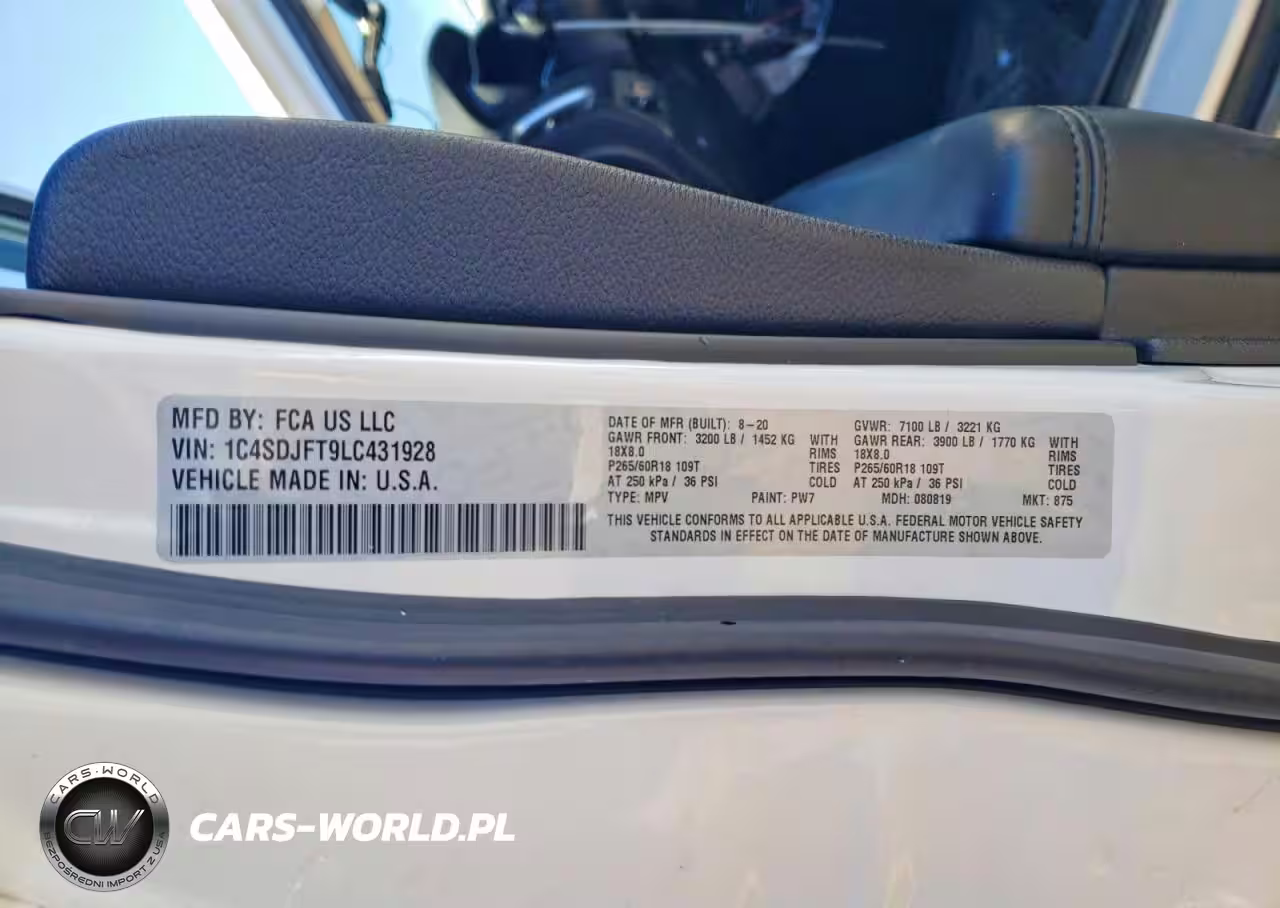 MFD BY: FCA US LLC
VIN: 1C4SDJFT9LC431928
VEHICLE MADE IN: U.S.A.
DATE OF MFR (BUILT): 8-20
GAWR FRONT: 3200 LB / 1452 KG WITH
18X8.0 RIMS
P265/60R18 109T TIRES
AT 250 kPa / 36 PSI COLD
GVWR: 7100 LB / 3221 KG
GAWR REAR: 3900 LB / 1770 KG WITH
18X8.0 RIMS
P265/60R18 109T TIRES
AT 250 kPa / 36 PSI COLD
TYPE: MPV PAINT: PW7 MDH: 080819 MKT: 875
THIS VEHICLE CONFORMS TO ALL APPLICABLE U.S.A. FEDERAL MOTOR VEHICLE SAFETY
STANDARDS IN EFFECT ON THE DATE OF MANUFACTURE SHOWN ABOVE.
CARS-WORLD
CW
BEZPOŚREDNI IMPORT Z USA
CARS-WORLD.PL